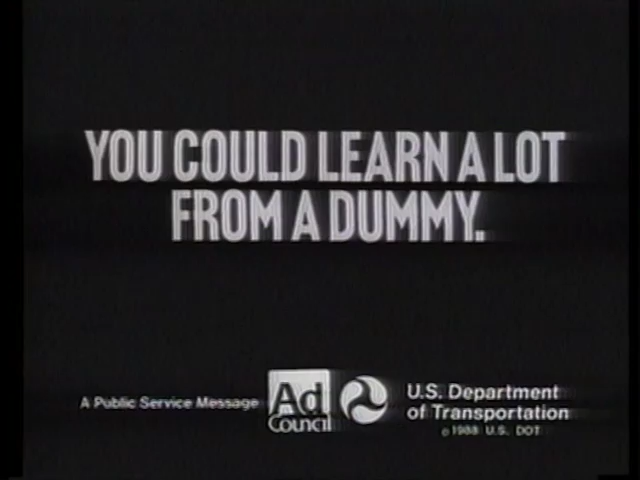 YOU COULD LEARN A LOT
FROM A DUMMY.
A Public Service Message
Ad
Council
U.S. Department
of Transportation
© 1988 U.S. DOT